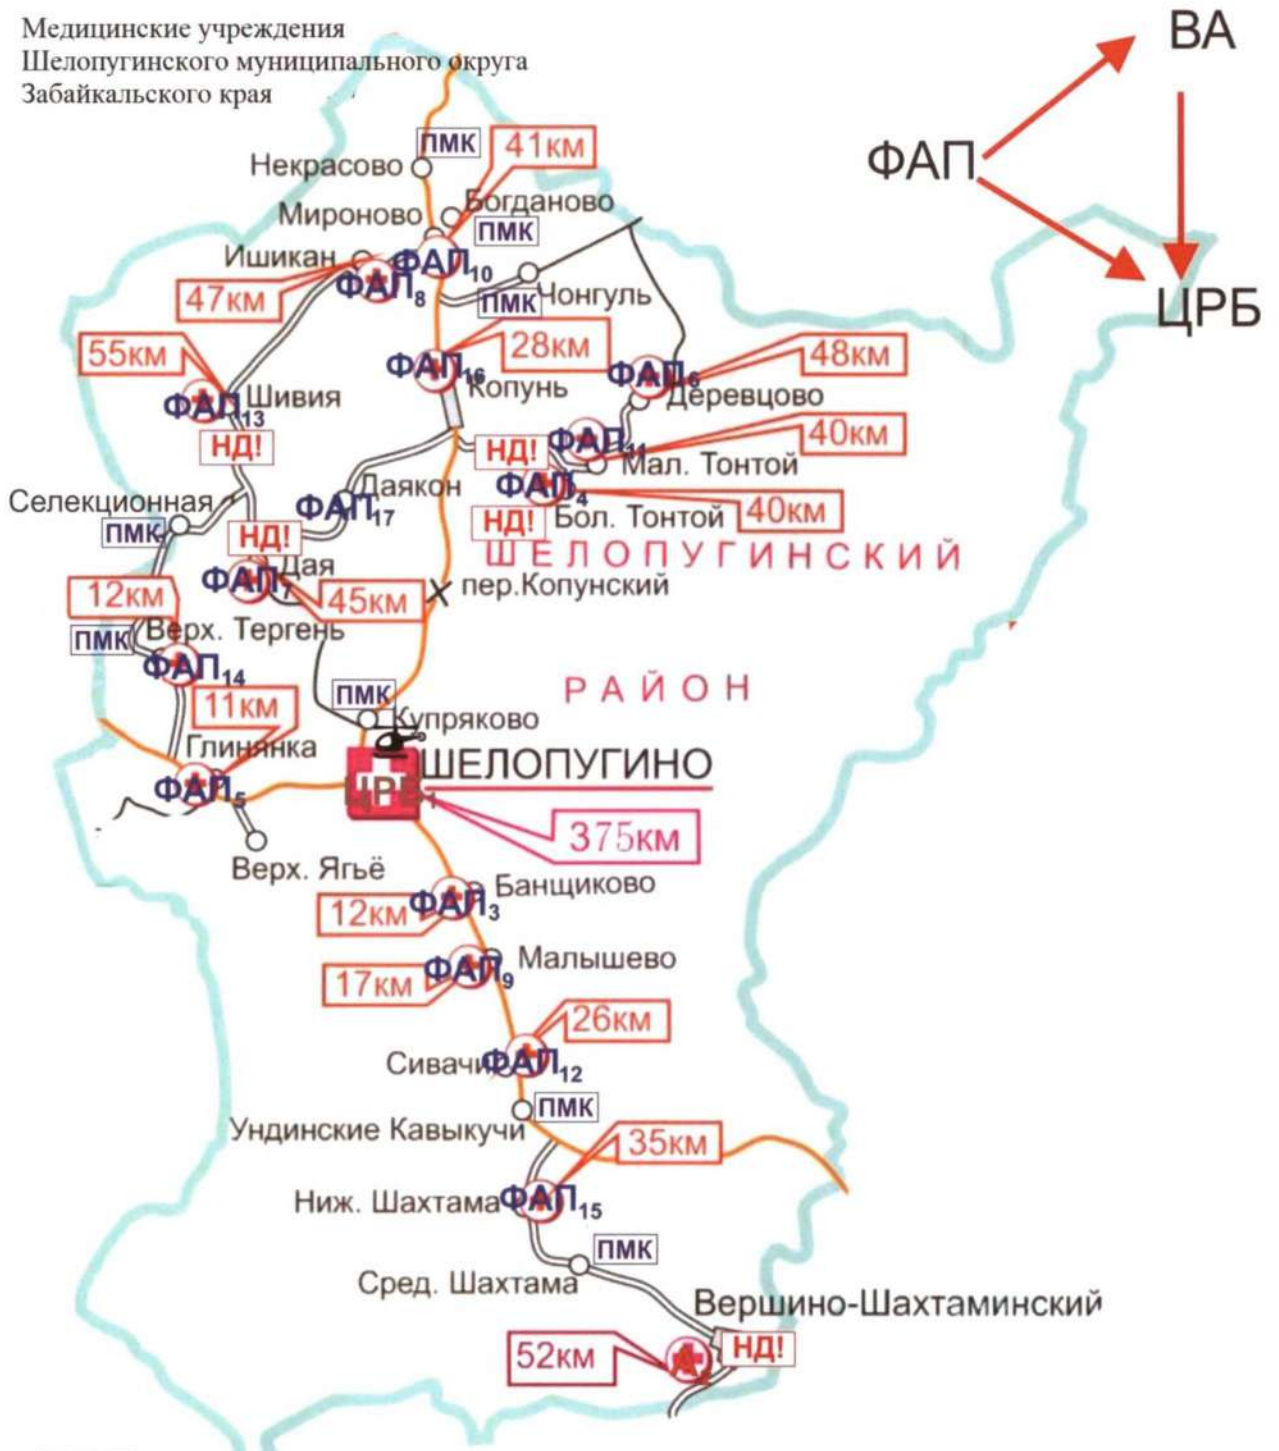 Медицинские учреждения
Шелопугинского муниципального округа
Забайкальского края
ВА
ФАП
ЦРБ
ПМК
41км
Некрасово
Богданово
Мироново
ПМК
Ишикан
ФАП10
ФАП8
47км
Чонгуль
ПМК
55км
28км
48км
ФАП16
ФАП6
Копунь
Деревцово
Шивия
ФАП13
НД!
40км
ФАП11
НД!
Мал. Тонтой
Даякон
ФАП4
Селекционная
ФАП17
Бол. Тонтой
40км
НД!
ПМК
НД!
ШЕЛОПУГИНСКИЙ
Дая
ФАП7
пер.Копунский
12км
45км
Верх. Тергень
ПМК
ФАП14
РАЙОН
11км
ПМК
Купряково
Глинянка
ШЕЛОПУГИНО
ФАП5
ЦРБ1
375км
Верх. Ягьё
Банщиково
12км
ФАП3
Малышево
ФАП9
17км
26км
Сивачи
ФАП12
ПМК
Ундинские Кавыкучи
35км
Ниж. Шахтама
ФАП15
ПМК
Сред. Шахтама
Вершино-Шахтаминский
52км
А
НД!